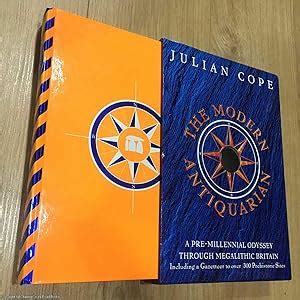 JULIAN COPE
THE MODERN
ANTIQUARIAN
A PRE-MILLENNIAL ODYSSEY
THROUGH MEGALITHIC BRITAIN
Including a Gazetteer to over 300 Prehistoric Sites